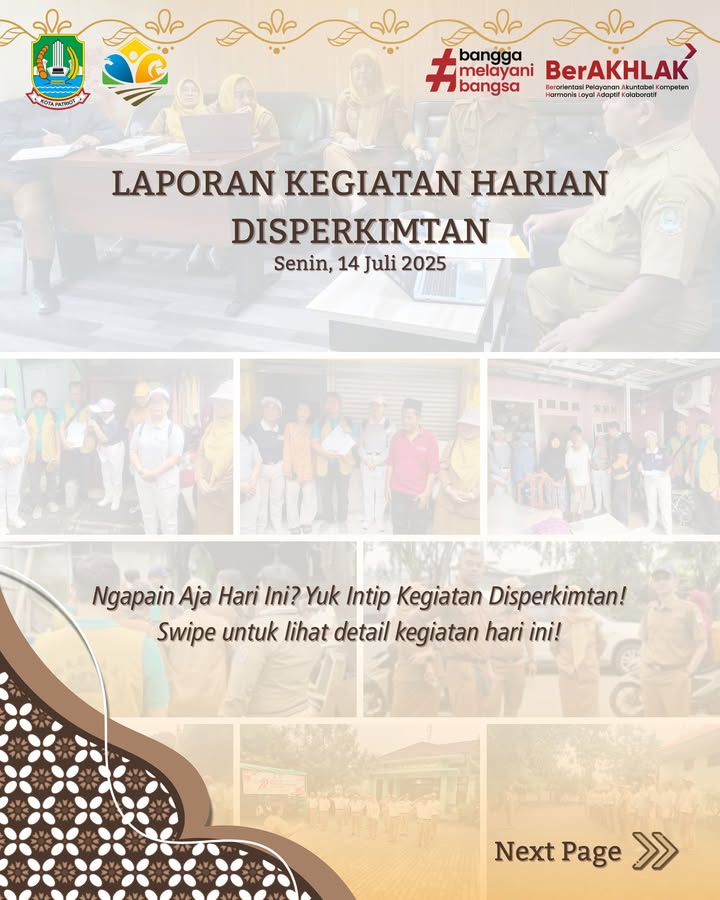 KOTA PATRIOT
#bangga
melayani
bangsa
BerAKHLAK
Berorientasi Pelayanan Akuntabel Kompeten
Harmonis Loyal Adaptif Kolaboratif
LAPORAN KEGIATAN HARIAN
DISPERKIMTAN
Senin, 14 Juli 2025
Ngapain Aja Hari Ini? Yuk Intip Kegiatan Disperkimtan!
Swipe untuk lihat detail kegiatan hari ini!
Next Page